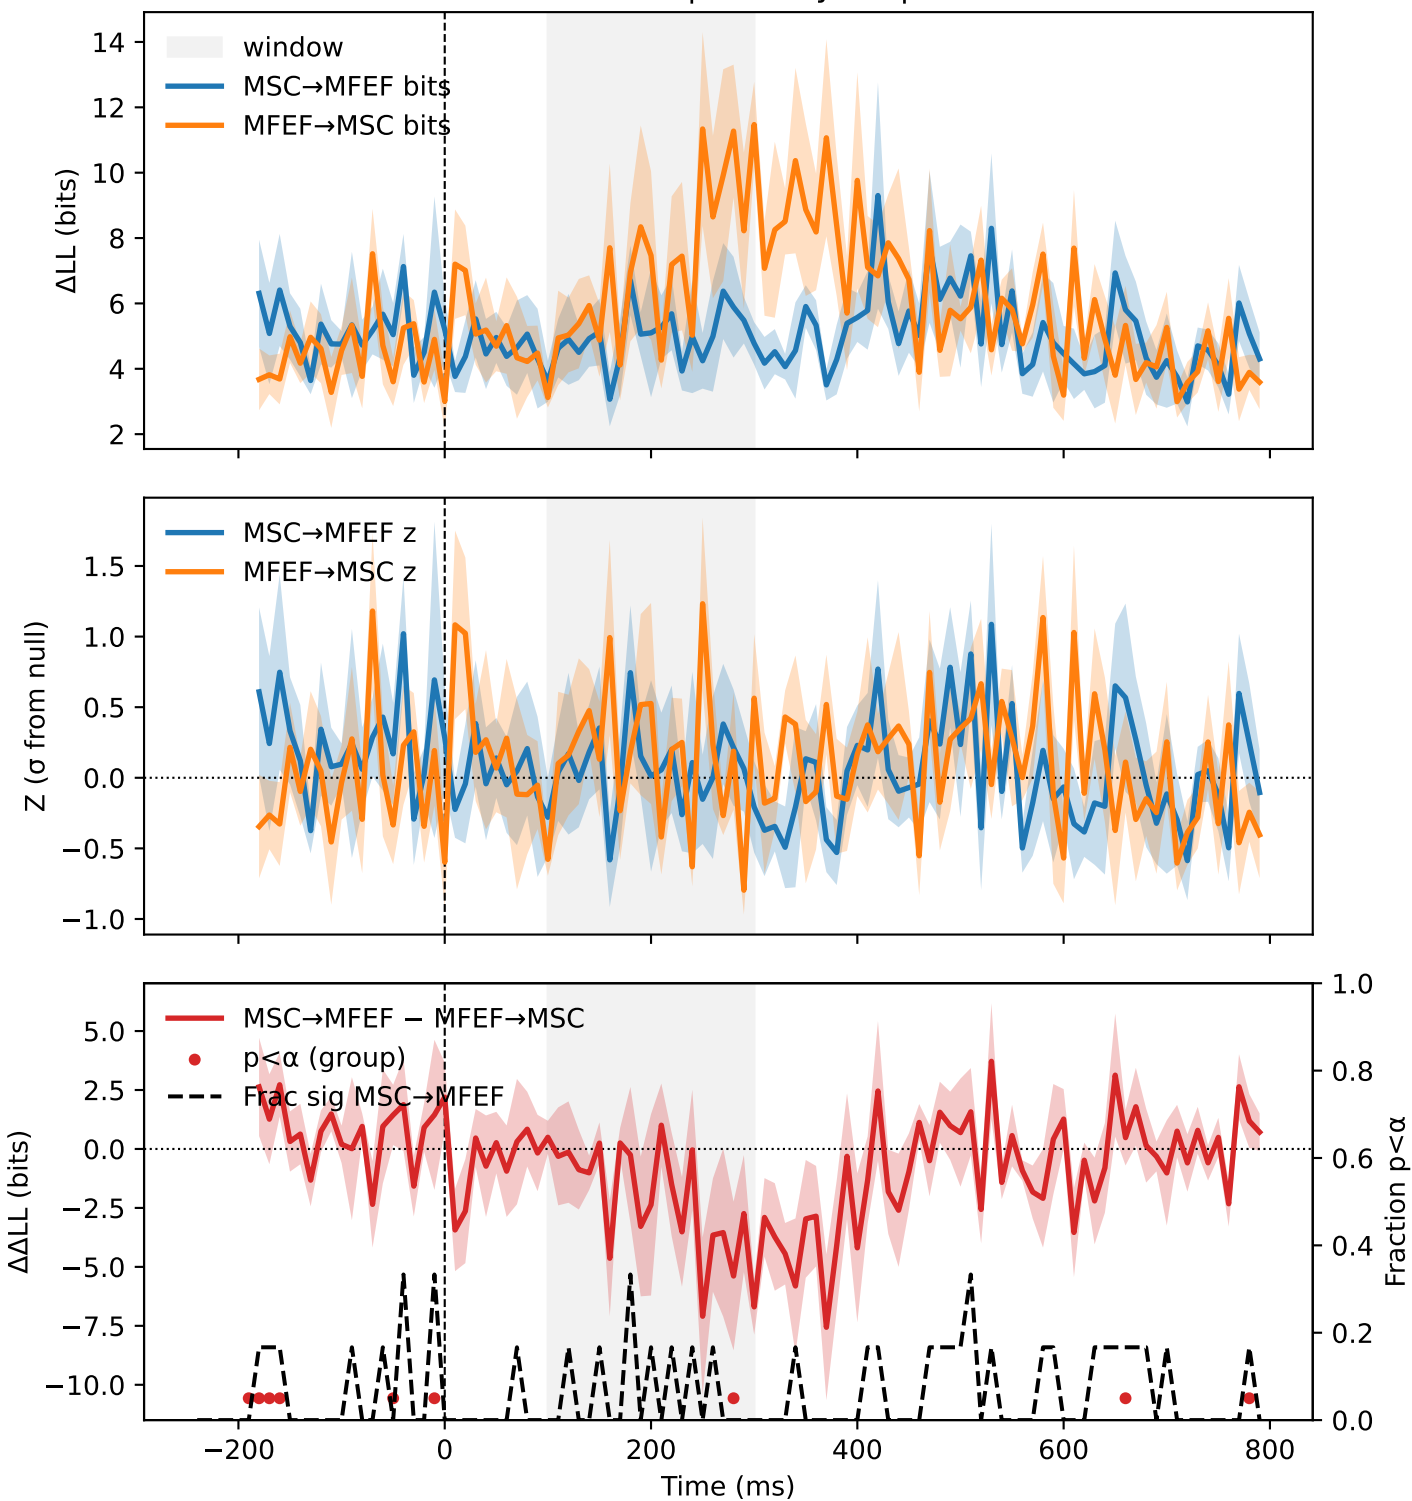 14
12
10
8
6
4
2
ΔLL (bits)
window
MSC→MFEF bits
MFEF→MSC bits
1.5
1.0
0.5
0.0
−0.5
−1.0
Z (σ from null)
MSC→MFEF z
MFEF→MSC z
5.0
2.5
0.0
−2.5
−5.0
−7.5
−10.0
ΔΔLL (bits)
MSC→MFEF − MFEF→MSC
p<α (group)
Frac sig MSC→MFEF
1.0
0.8
0.6
0.4
0.2
0.0
Fraction p<α
−200
0
200
400
600
800
Time (ms)